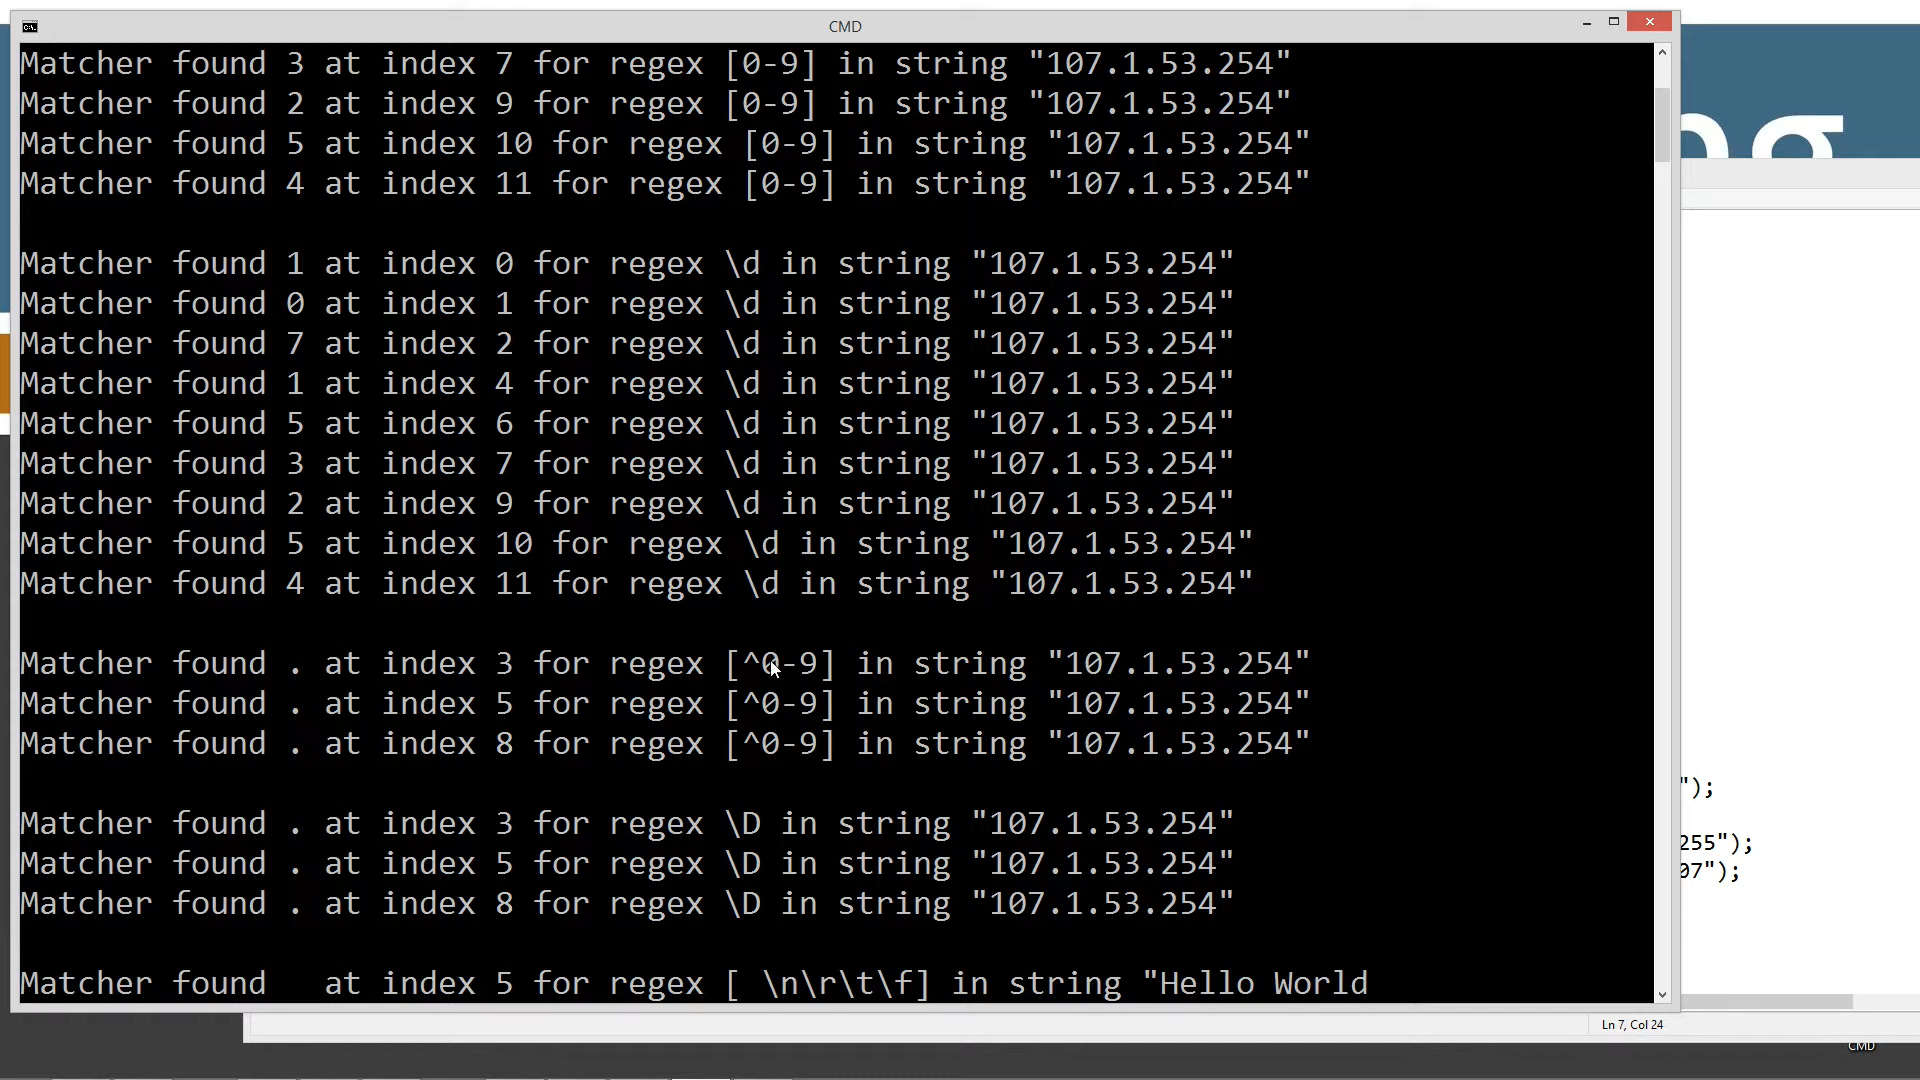 CMD
Matcher found 3 at index 7 for regex [0-9] in string "107.1.53.254"
Matcher found 2 at index 9 for regex [0-9] in string "107.1.53.254"
Matcher found 5 at index 10 for regex [0-9] in string "107.1.53.254"
Matcher found 4 at index 11 for regex [0-9] in string "107.1.53.254"
Matcher found 1 at index 0 for regex \d in string "107.1.53.254"
Matcher found 0 at index 1 for regex \d in string "107.1.53.254"
Matcher found 7 at index 2 for regex \d in string "107.1.53.254"
Matcher found 1 at index 4 for regex \d in string "107.1.53.254"
Matcher found 5 at index 6 for regex \d in string "107.1.53.254"
Matcher found 3 at index 7 for regex \d in string "107.1.53.254"
Matcher found 2 at index 9 for regex \d in string "107.1.53.254"
Matcher found 5 at index 10 for regex \d in string "107.1.53.254"
Matcher found 4 at index 11 for regex \d in string "107.1.53.254"
Matcher found . at index 3 for regex [^0-9] in string "107.1.53.254"
Matcher found . at index 5 for regex [^0-9] in string "107.1.53.254"
Matcher found . at index 8 for regex [^0-9] in string "107.1.53.254"
");
Matcher found . at index 3 for regex \D in string "107.1.53.254"
255");
Matcher found . at index 5 for regex \D in string "107.1.53.254"
07");
Matcher found . at index 8 for regex \D in string "107.1.53.254"
Matcher found   at index 5 for regex [ \n\r\t\f] in string "Hello World
Ln 7, Col 24
CMD